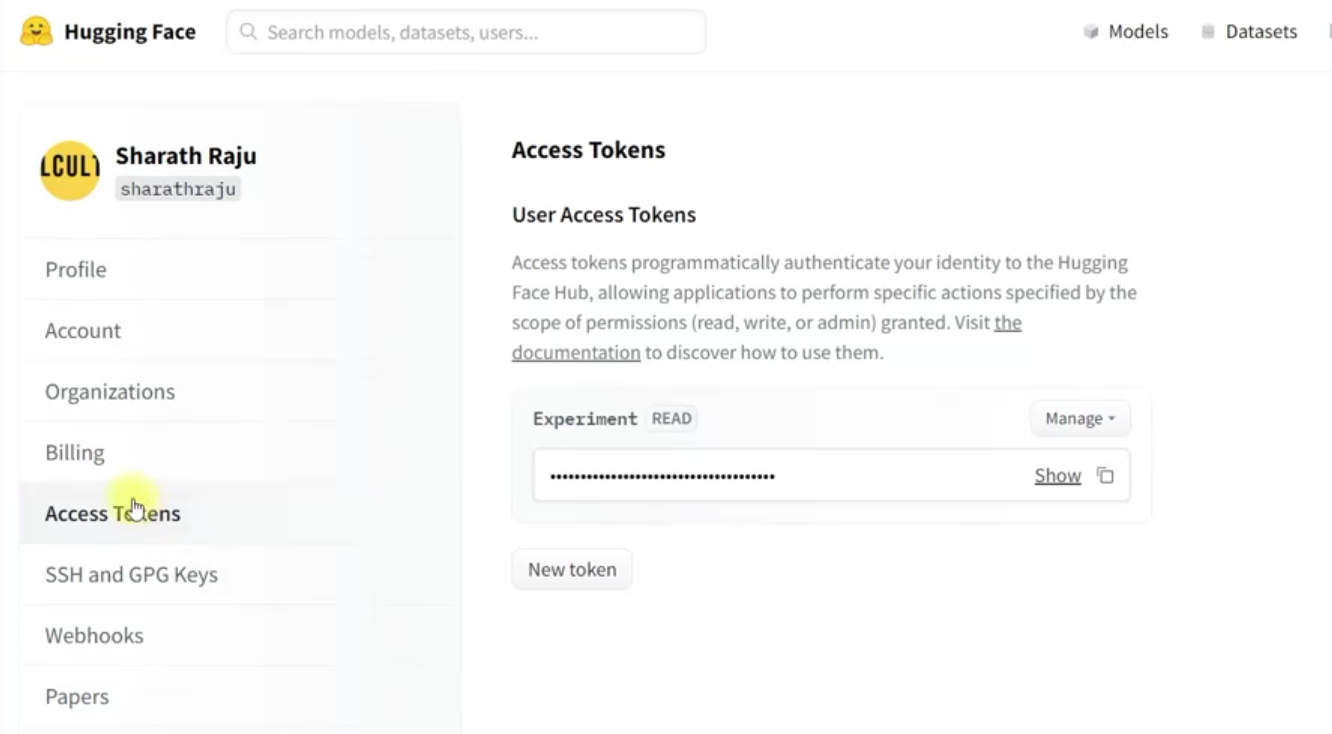 Hugging Face
Search models, datasets, users...
Models
Datasets
LCULT
Sharath Raju
sharathraju
Profile
Account
Organizations
Billing
Access Tokens
SSH and GPG Keys
Webhooks
Papers
Access Tokens
User Access Tokens
Access tokens programmatically authenticate your identity to the Hugging
Face Hub, allowing applications to perform specific actions specified by the
scope of permissions (read, write, or admin) granted. Visit the
documentation to discover how to use them.
Experiment READ
Manage
•••••••••••••••••••••••••••••••••••••
Show
New token